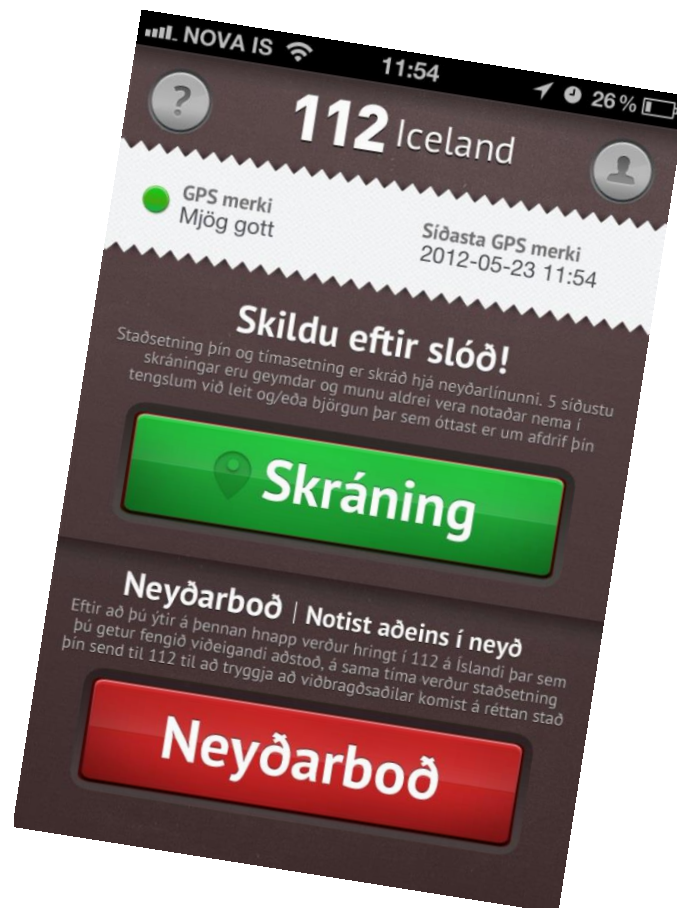 NOVA IS 11:54 26%
?
112 Iceland
GPS merki
Mjög gott
Síðasta GPS merki
2012-05-23 11:54
Skildu eftir slóð!
Staðsetning þín og tímasetning er skráð hjá neyðarlínunni. 5 síðustu
skráningar eru geymdar og munu aldrei vera notaðar nema í
tengslum við leit og/eða björgun þar sem óttast er um afdrif þín
Skráning
Neyðarboð | Notist aðeins í neyð
Eftir að þú ýtir á þennan hnapp verður hringt í 112 á Íslandi þar sem
þú getur fengið viðeigandi aðstoð, á sama tíma verður staðsetning
þín send til 112 til að tryggja að viðbragðsaðilar komist á réttan stað
Neyðarboð